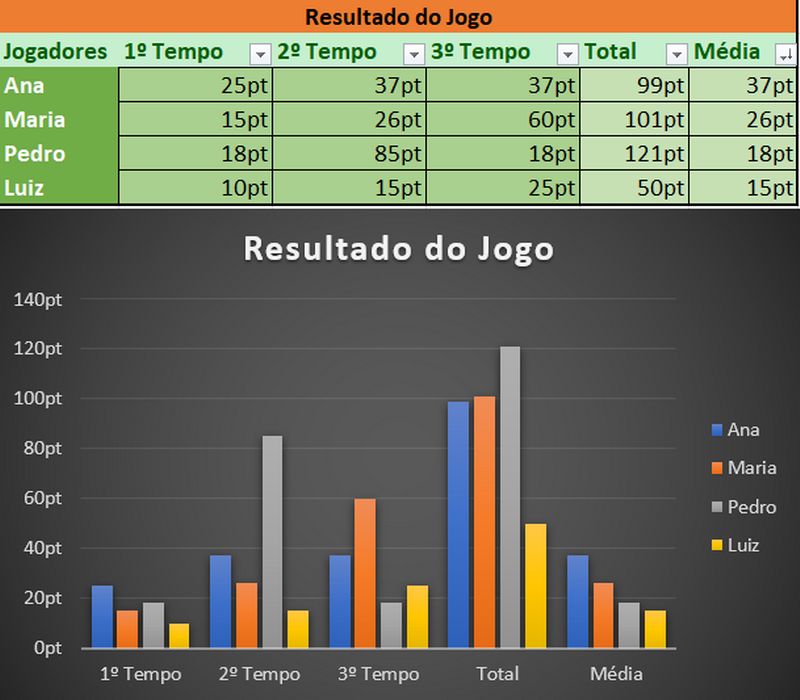 Resultado do Jogo
Jogadores 1º Tempo 2º Tempo 3º Tempo Total Média
Ana 25pt 37pt 37pt 99pt 37pt
Maria 15pt 26pt 60pt 101pt 26pt
Pedro 18pt 85pt 18pt 121pt 18pt
Luiz 10pt 15pt 25pt 50pt 15pt
Resultado do Jogo
140pt
120pt
100pt
80pt
60pt
40pt
20pt
0pt
1º Tempo 2º Tempo 3º Tempo Total Média
Ana
Maria
Pedro
Luiz